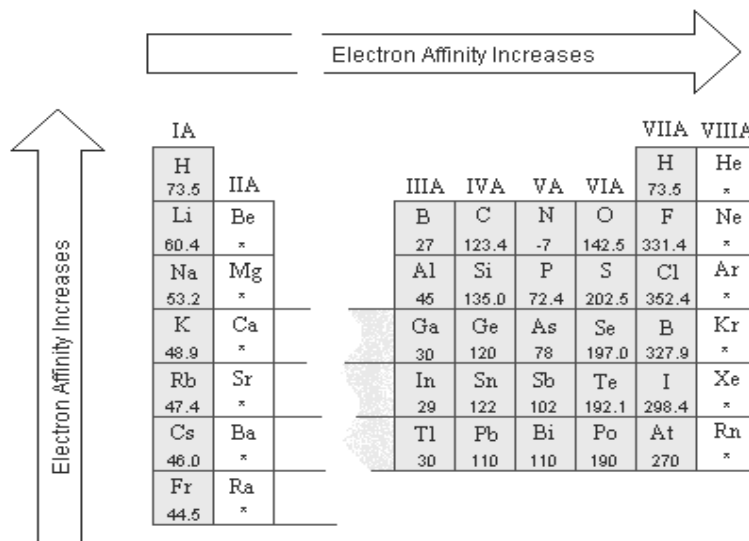 Electron Affinity Increases
Electron Affinity Increases
IA VIIA VIIIA
H H He
73.5 IIA IIIA IVA VA VIA 73.5 *
Li Be B C N O F Ne
60.4 * 27 123.4 -7 142.5 331.4 *
Na Mg Al Si P S Cl Ar
53.2 * 45 135.0 72.4 202.5 352.4 *
K Ca Ga Ge As Se B Kr
48.9 * 30 120 78 197.0 327.9 *
Rb Sr In Sn Sb Te I Xe
47.4 * 29 122 102 192.1 298.4 *
Cs Ba Tl Pb Bi Po At Rn
46.0 * 30 110 110 190 270 *
Fr Ra
44.5 *